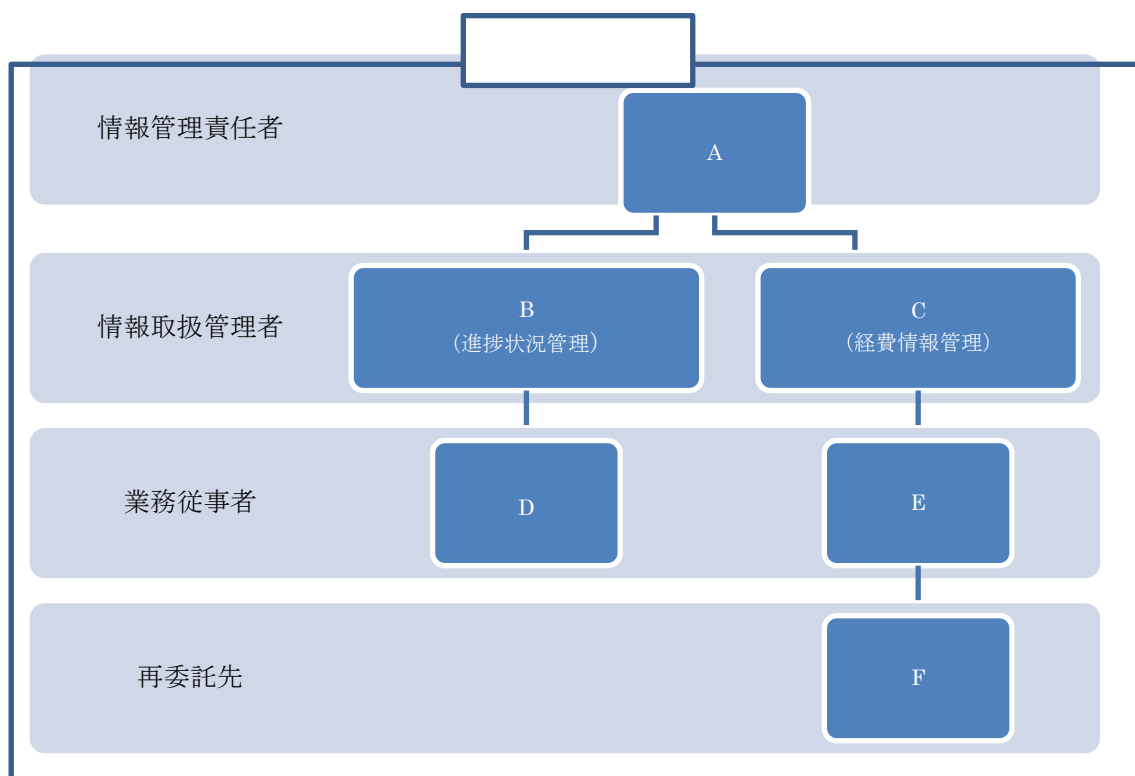 情報管理責任者
A
情報取扱管理者
B
（進捗状況管理）
C
（経費情報管理）
業務従事者
D
E
再委託先
F